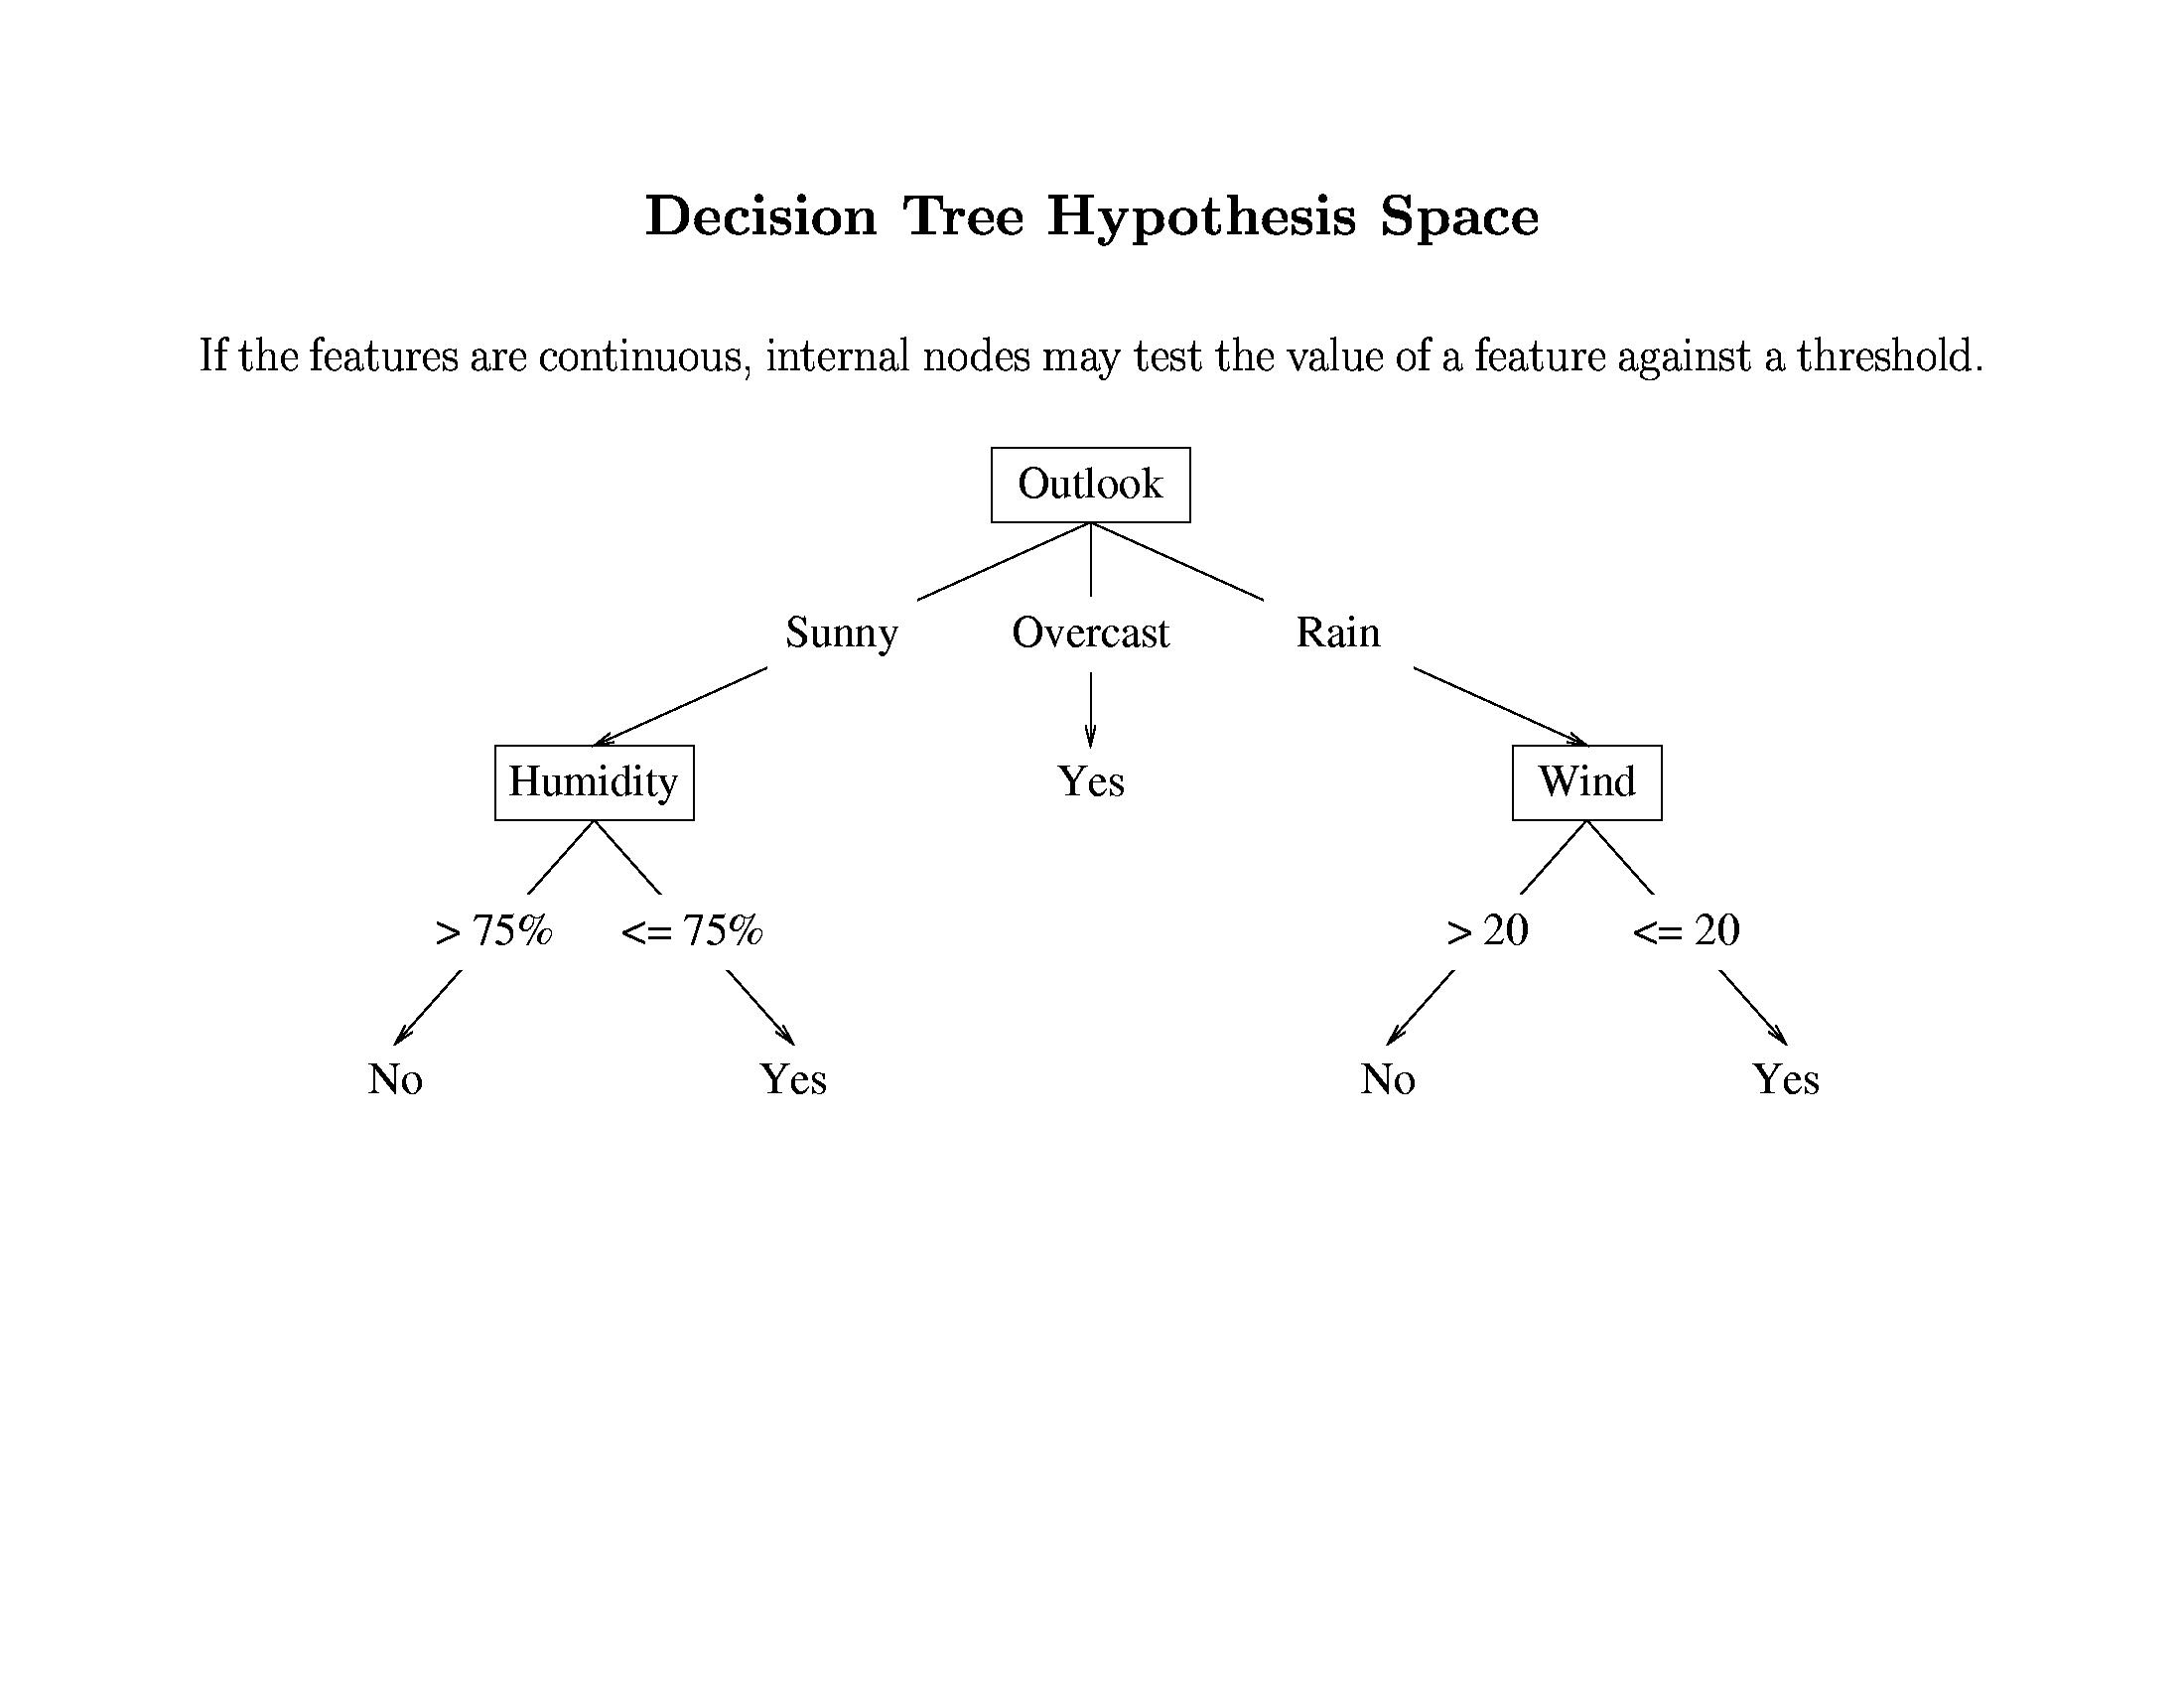 Decision Tree Hypothesis Space
If the features are continuous, internal nodes may test the value of a feature against a threshold.
Outlook
Sunny Overcast Rain
Humidity Yes Wind
> 75% <= 75% > 20 <= 20
No Yes No Yes